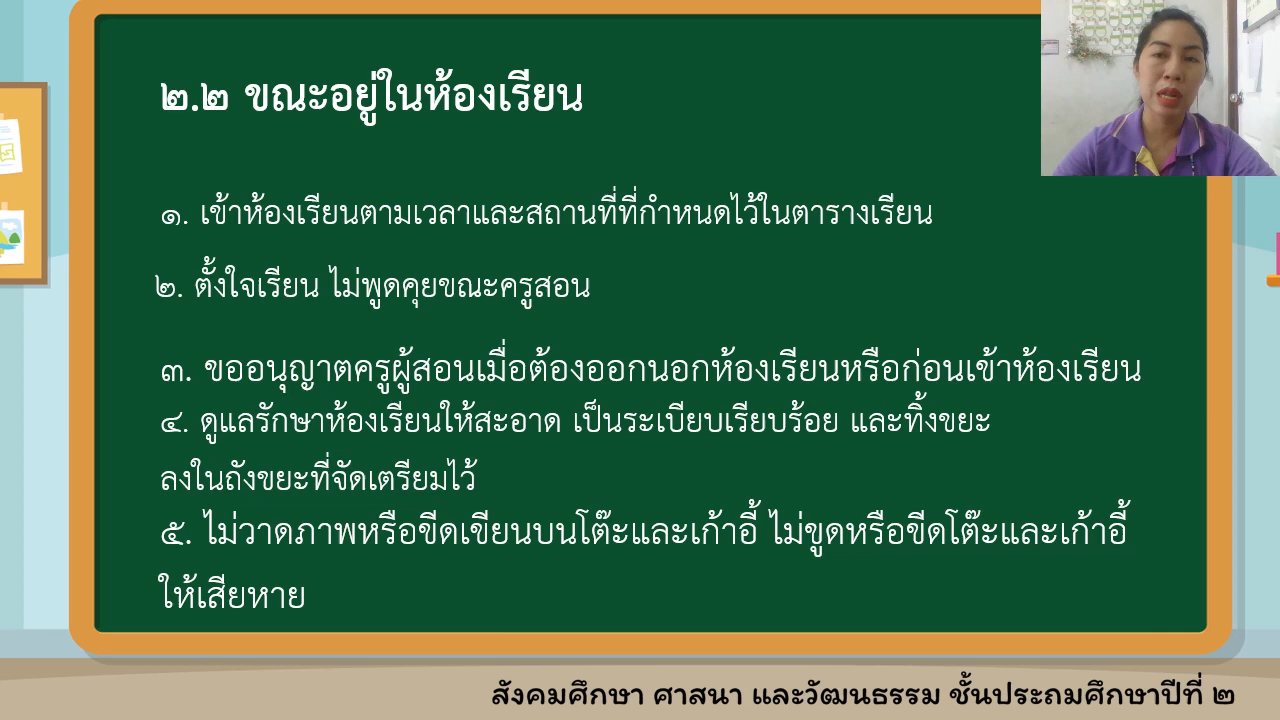 ๒.๒ ขณะอยู่ในห้องเรียน
๑. เข้าห้องเรียนตามเวลาและสถานที่ที่กำหนดไว้ในตารางเรียน
๒. ตั้งใจเรียน ไม่พูดคุยขณะครูสอน
๓. ขออนุญาตครูผู้สอนเมื่อต้องออกนอกห้องเรียนหรือก่อนเข้าห้องเรียน
๔. ดูแลรักษาห้องเรียนให้สะอาด เป็นระเบียบเรียบร้อย และทิ้งขยะ
ลงในถังขยะที่จัดเตรียมไว้
๕. ไม่วาดภาพหรือขีดเขียนบนโต๊ะและเก้าอี้ ไม่ขูดหรือขีดโต๊ะและเก้าอี้
ให้เสียหาย
สังคมศึกษา ศาสนา และวัฒนธรรม ชั้นประถมศึกษาปีที่ ๒